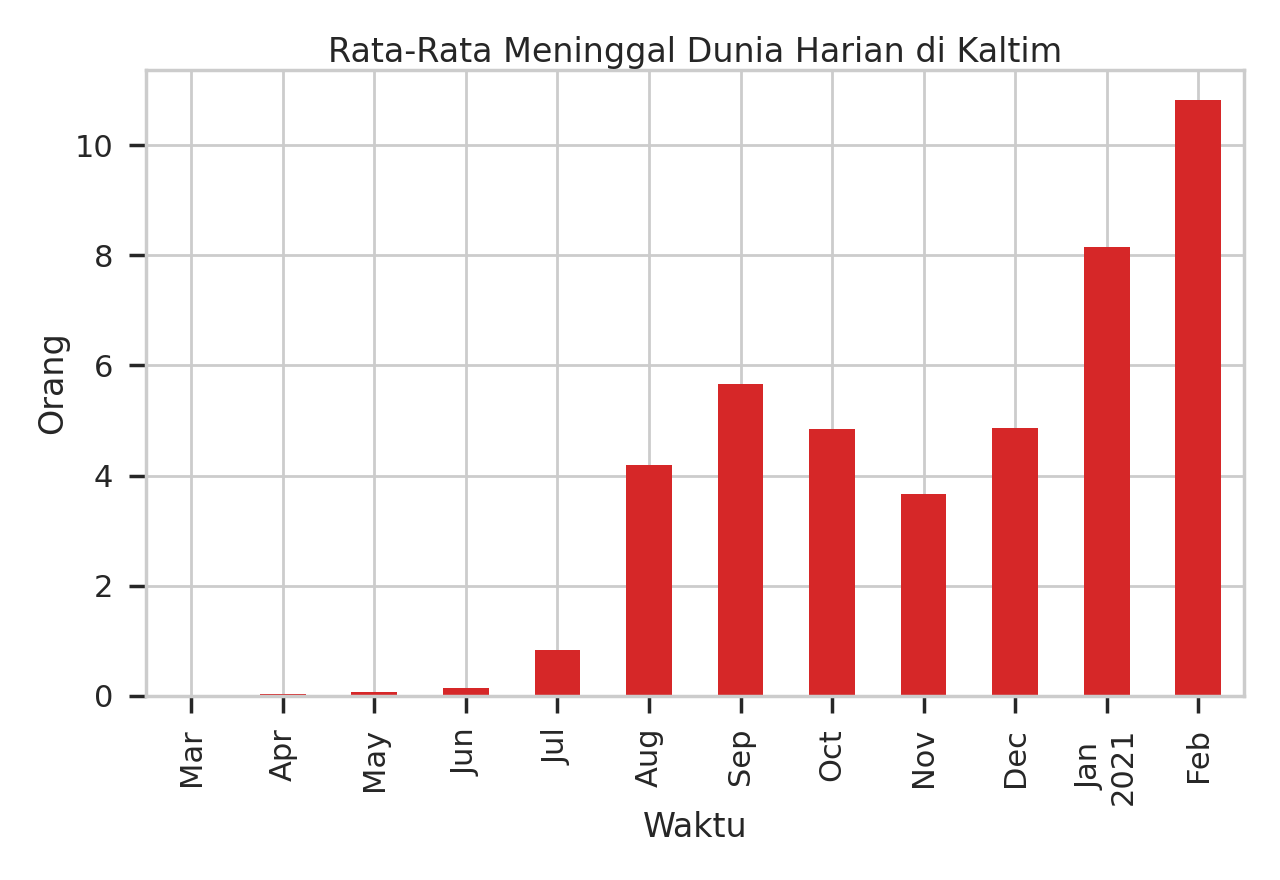 Rata-Rata Meninggal Dunia Harian di Kaltim
Orang
10
8
6
4
2
0
Mar
Apr
May
Jun
Jul
Aug
Sep
Oct
Nov
Dec
Jan
2021
Feb
Waktu